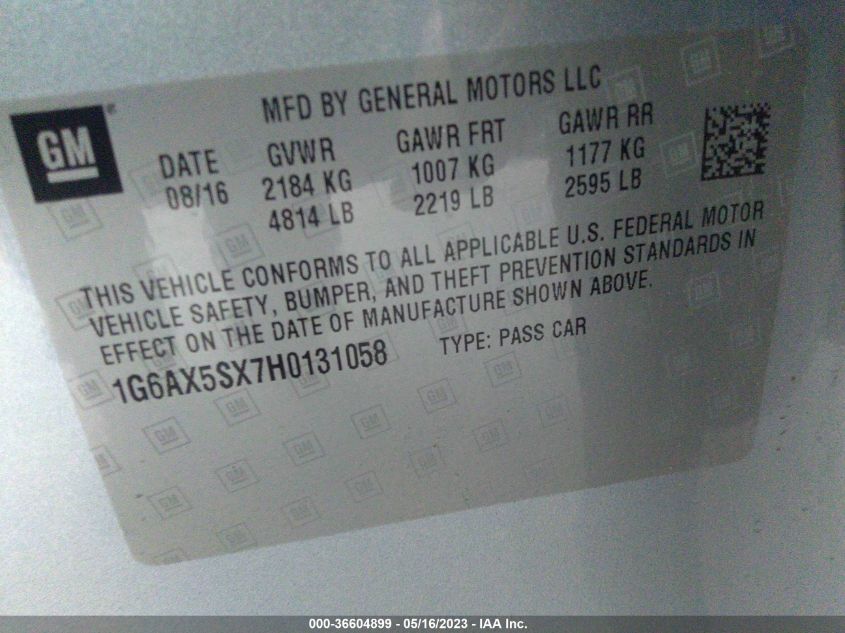 MFD BY GENERAL MOTORS LLC
GM®
DATE GVWR GAWR FRT GAWR RR
08/16 2184 KG 1007 KG 1177 KG
4814 LB 2219 LB 2595 LB
THIS VEHICLE CONFORMS TO ALL APPLICABLE U.S. FEDERAL MOTOR
VEHICLE SAFETY, BUMPER, AND THEFT PREVENTION STANDARDS IN
EFFECT ON THE DATE OF MANUFACTURE SHOWN ABOVE.
1G6AX5SX7H0131058 TYPE: PASS CAR
000-36604899 - 05/16/2023 - IAA Inc.